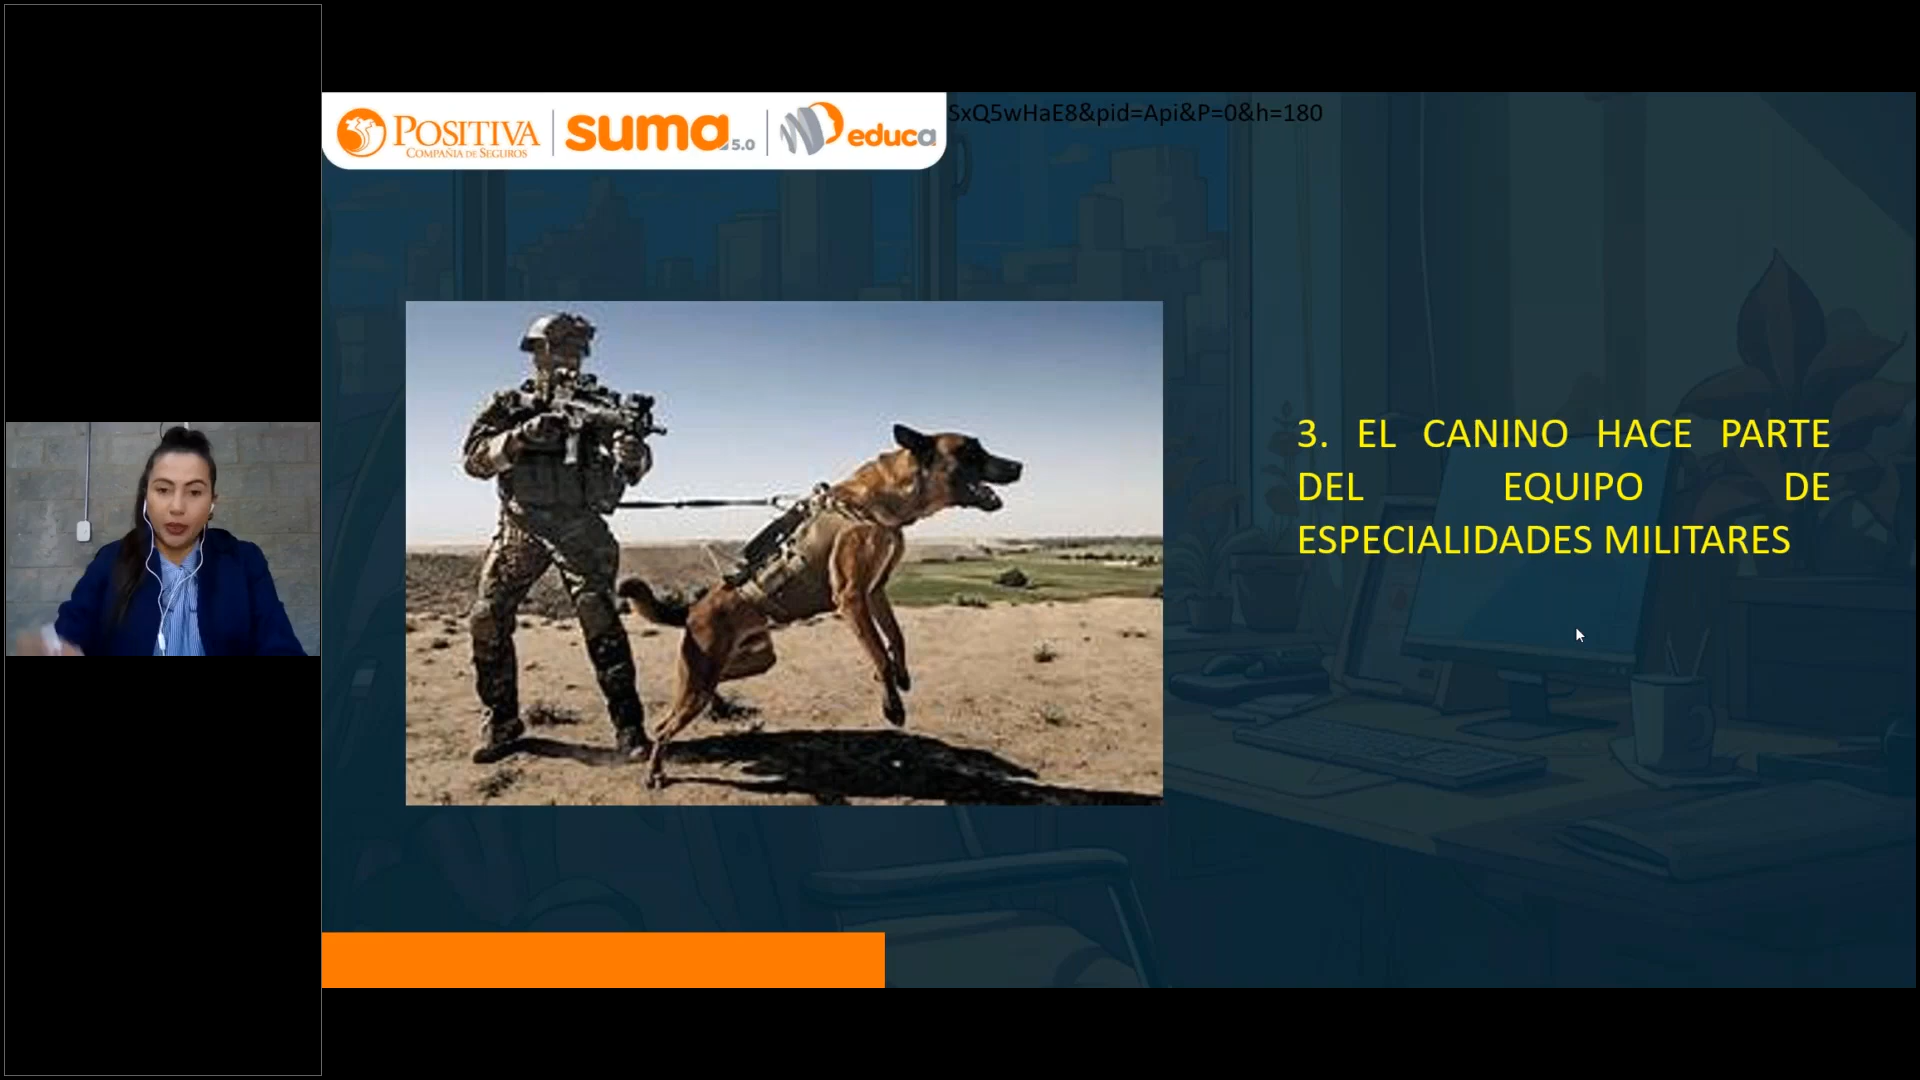 POSITIVA
COMPAÑIA DE SEGUROS
suma 5.0
educa
SxQ5wHaE8&pid=Api&P=0&h=180
3. EL CANINO HACE PARTE
DEL EQUIPO DE
ESPECIALIDADES MILITARES